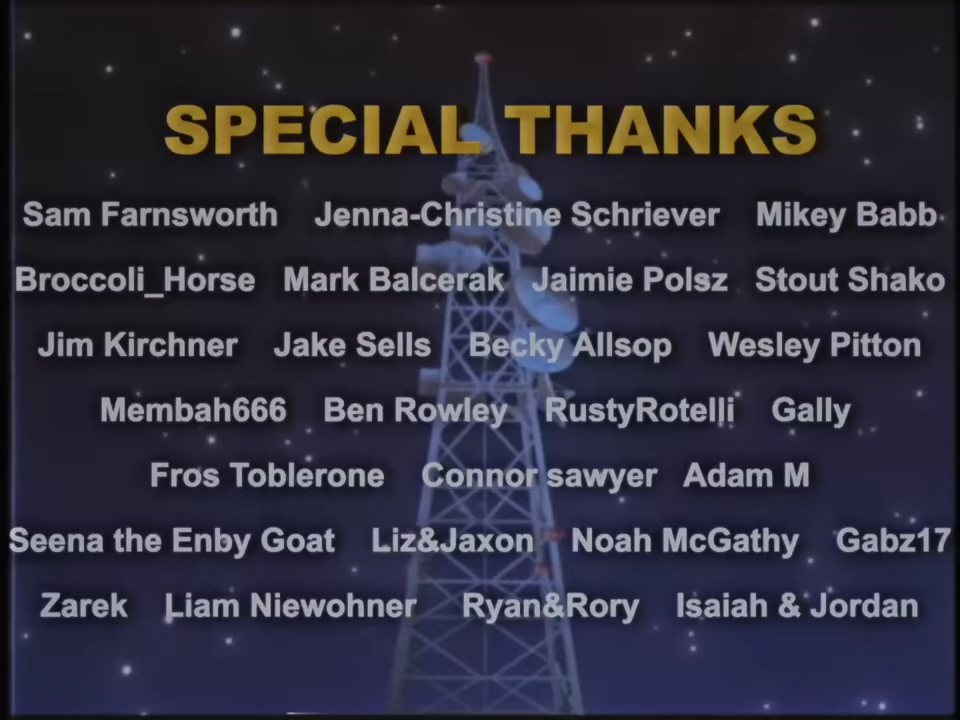 SPECIAL THANKS
Sam Farnsworth Jenna-Christine Schriever Mikey Babb
Broccoli_Horse Mark Balcerak Jaimie Polsz Stout Shako
Jim Kirchner Jake Sells Becky Allsop Wesley Pitton
Membah666 Ben Rowley RustyRotelli Gally
Fros Toblerone Connor sawyer Adam M
Seena the Enby Goat Liz&Jaxon Noah McGathy Gabz17
Zarek Liam Niewohner Ryan&Rory Isaiah & Jordan